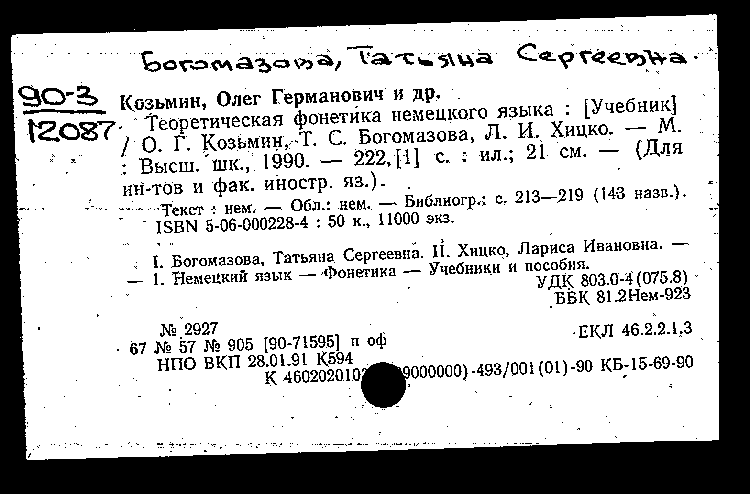 Богомазова, Татьяна Сергеевна.
90-3
12087
Козьмин, Олег Германович и др.
Теоретическая фонетика немецкого языка : [Учебник]
/ О. Г. Козьмин, Т. С. Богомазова, Л. И. Хицко. — М.
: Высш. шк., 1990. — 222,[1] с. : ил.; 21 см. — (Для
ин-тов и фак. иностр. яз.).
Текст : нем. — Обл.: нем. — Библиогр.: с. 213—219 (143 назв.).
ISBN 5-06-000228-4 : 50 к., 11000 экз.
I. Богомазова, Татьяна Сергеевна. II. Хицко, Лариса Ивановна. —
— 1. Немецкий язык — Фонетика — Учебники и пособия.
УДК 803.0-4(075.8)
ББК 81.2Нем-923
№ 2927
67 № 57 № 905 [90-71595] п оф
ЕКЛ 46.2.2.1,3
НПО ВКП 28.01.91 К594
К 4602020102 9000000)-493/001(01)-90 КБ-15-69-90